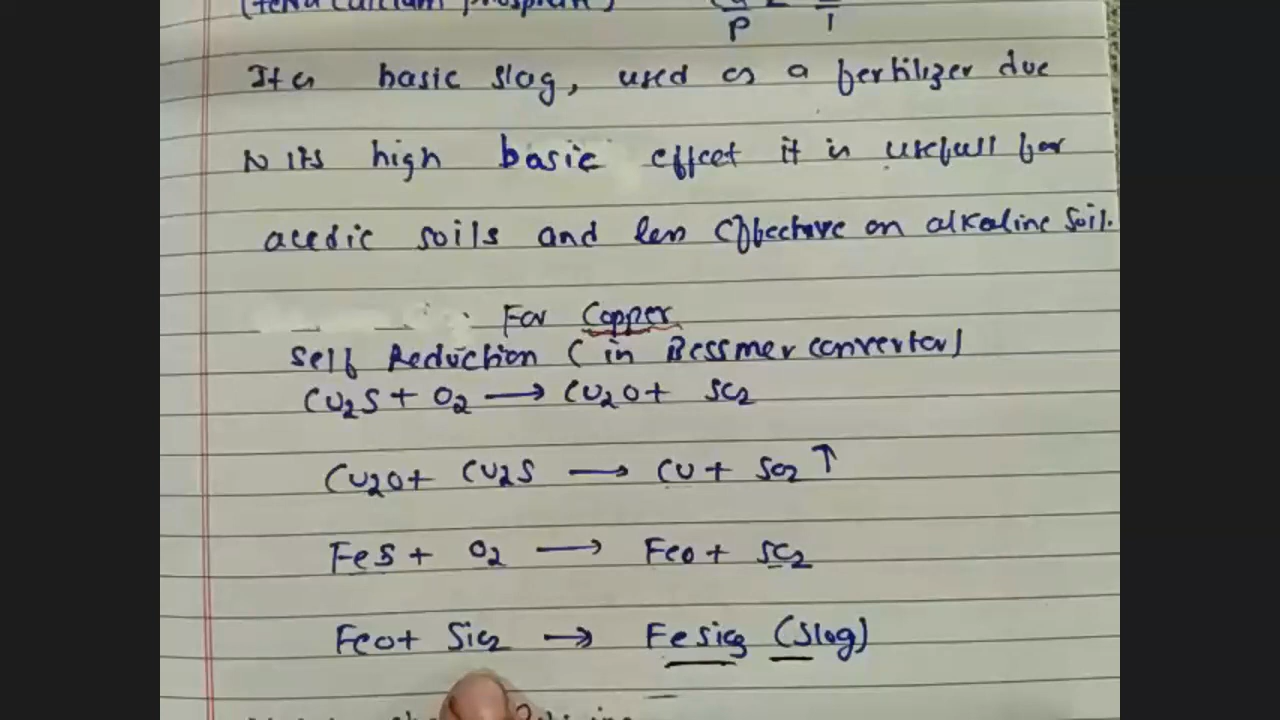 It is basic slag, used as a fertilizer due
to its high basic effect it is usefull for
acedic soils and less effective on alkaline soil.
For Copper
Self Reduction (in Bessmer convertor)
Cu2S + O2 → Cu2O + SO2
Cu2O + Cu2S → Cu + SO2 ↑
FeS + O2 → FeO + SO2
FeO + SiO2 → FeSiO3 (Slag)